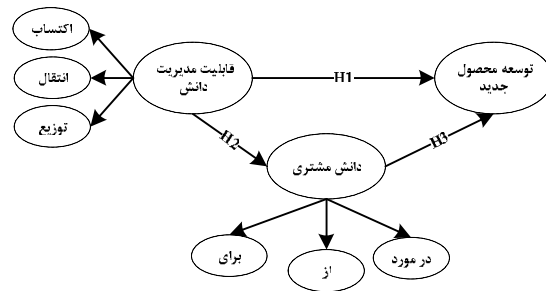 اکتساب
انتقال
توزیع
قابلیت مدیریت
دانش
H1
توسعه محصول
جدید
H2
H3
دانش مشتری
برای
از
در مورد